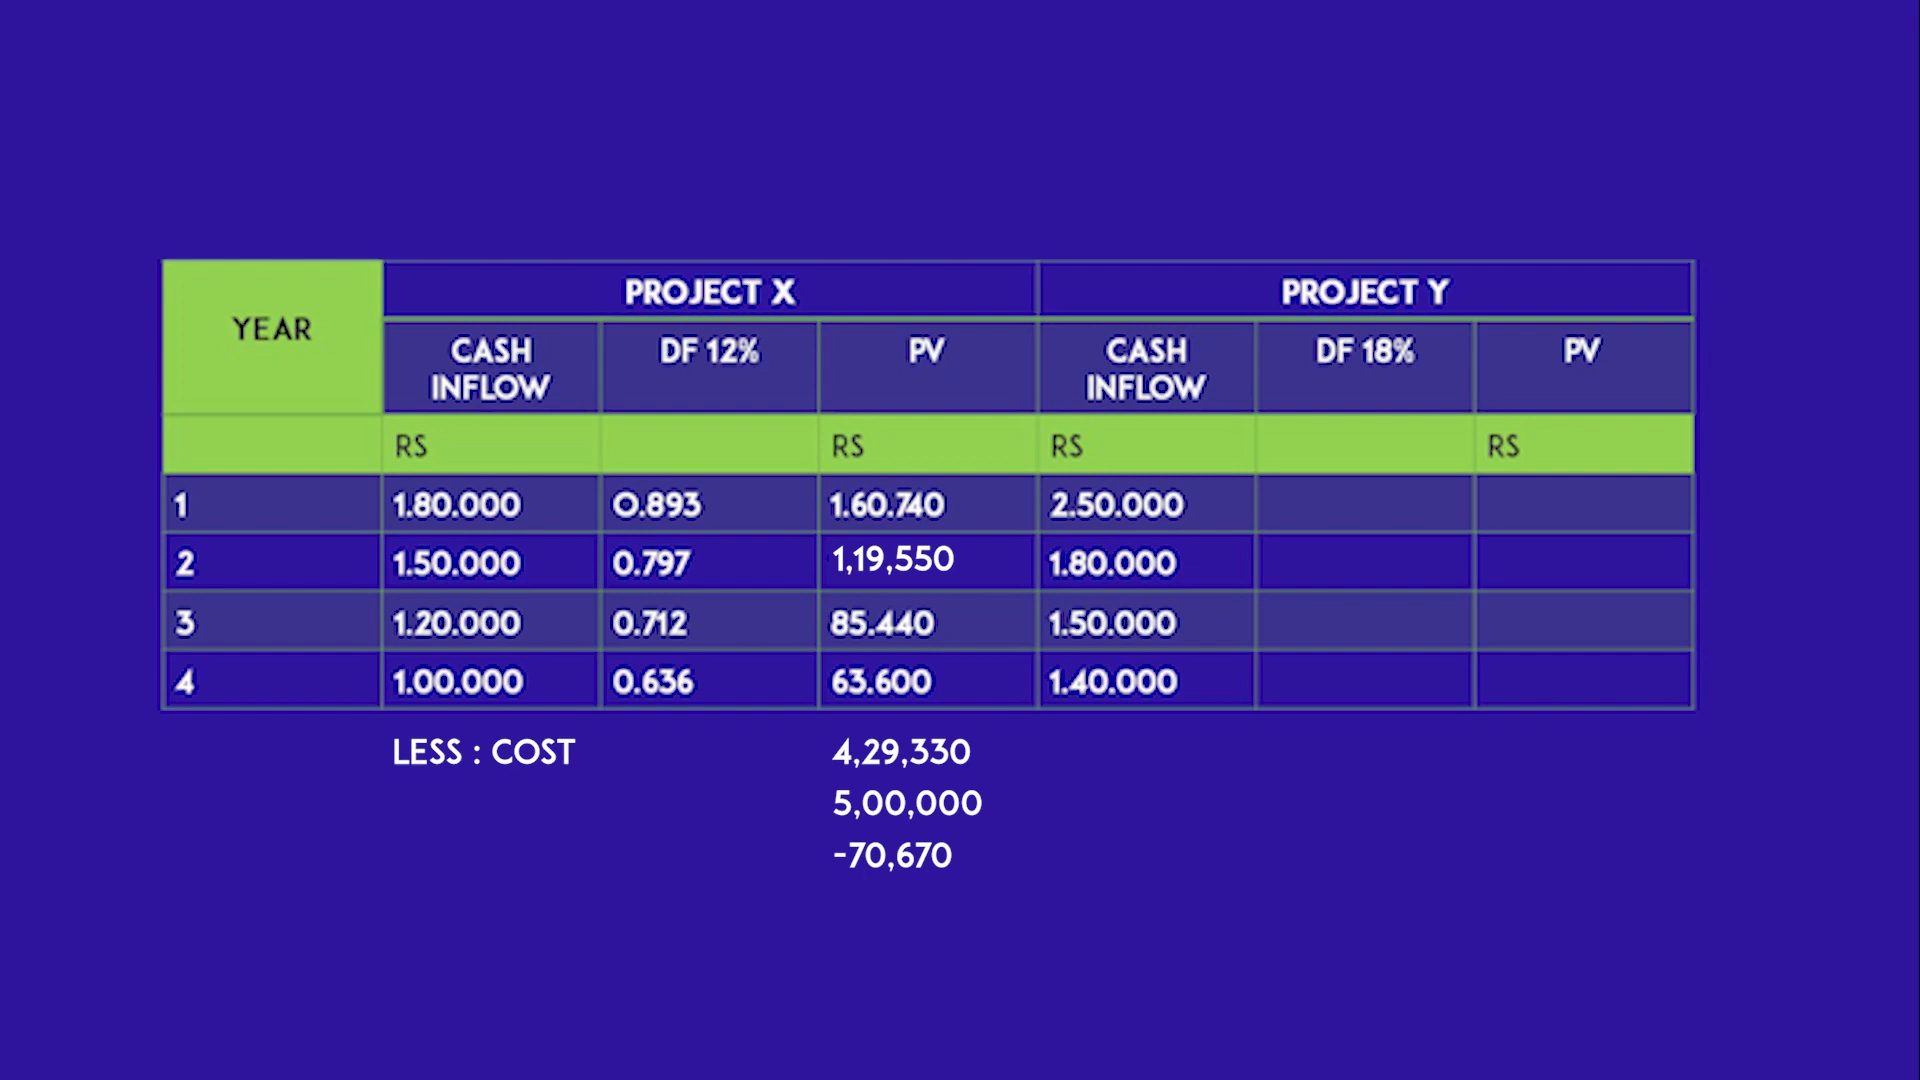 YEAR PROJECT X PROJECT Y
CASH INFLOW DF 12% PV CASH INFLOW DF 18% PV
RS RS RS RS
1 1.80.000 0.893 1.60.740 2.50.000
2 1.50.000 0.797 1,19,550 1.80.000
3 1.20.000 0.712 85.440 1.50.000
4 1.00.000 0.636 63.600 1.40.000
LESS : COST 4,29,330
5,00,000
-70,670